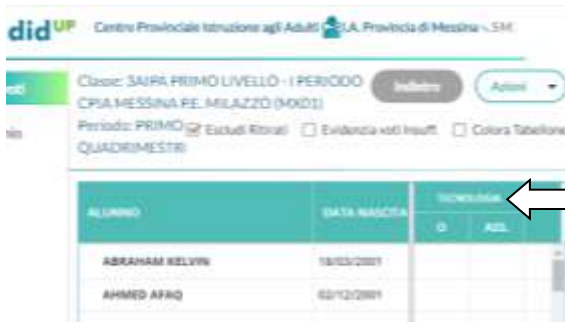 didUP Centro Provinciale Istruzione agli Adulti C.P.I.A. Provincia di Messina - SM
Classe: 3AIPA PRIMO LIVELLO - I PERIODO
CPIA MESSINA P.E. MILAZZO (MX01)
Indietro
Azioni
Periodo: PRIMO
QUADRIMESTRE
Escludi Ritirati
Evidenzia voti Insuff.
Colora Tabellone
ALUNNO DATA NASCITA TECNOLOGIA
O ASS.
ABRAHAM KELVIN 18/03/2001
AHMED AFAQ 02/12/2001